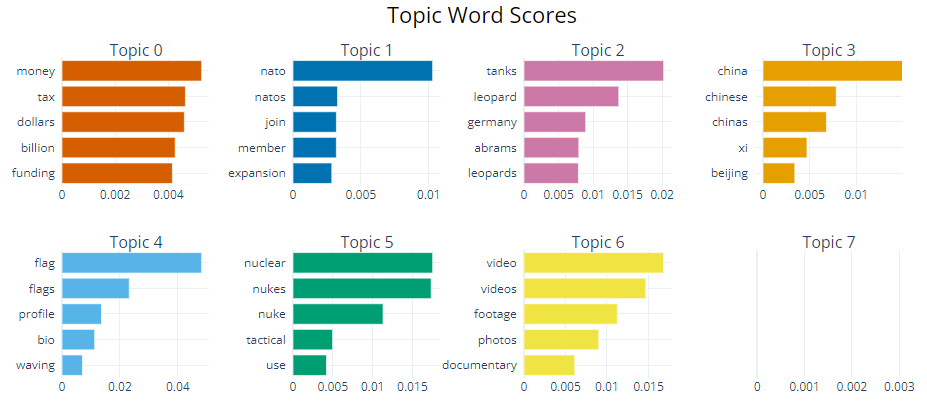 Topic Word Scores
Topic 0
money
tax
dollars
billion
funding
0 0.002 0.004
Topic 1
nato
natos
join
member
expansion
0 0.005 0.01
Topic 2
tanks
leopard
germany
abrams
leopards
0 0.005 0.01 0.015 0.02
Topic 3
china
chinese
chinas
xi
beijing
0 0.005 0.01
Topic 4
flag
flags
profile
bio
waving
0 0.02 0.04
Topic 5
nuclear
nukes
nuke
tactical
use
0 0.005 0.01 0.015
Topic 6
video
videos
footage
photos
documentary
0 0.005 0.01 0.015
Topic 7
0 0.001 0.002 0.003